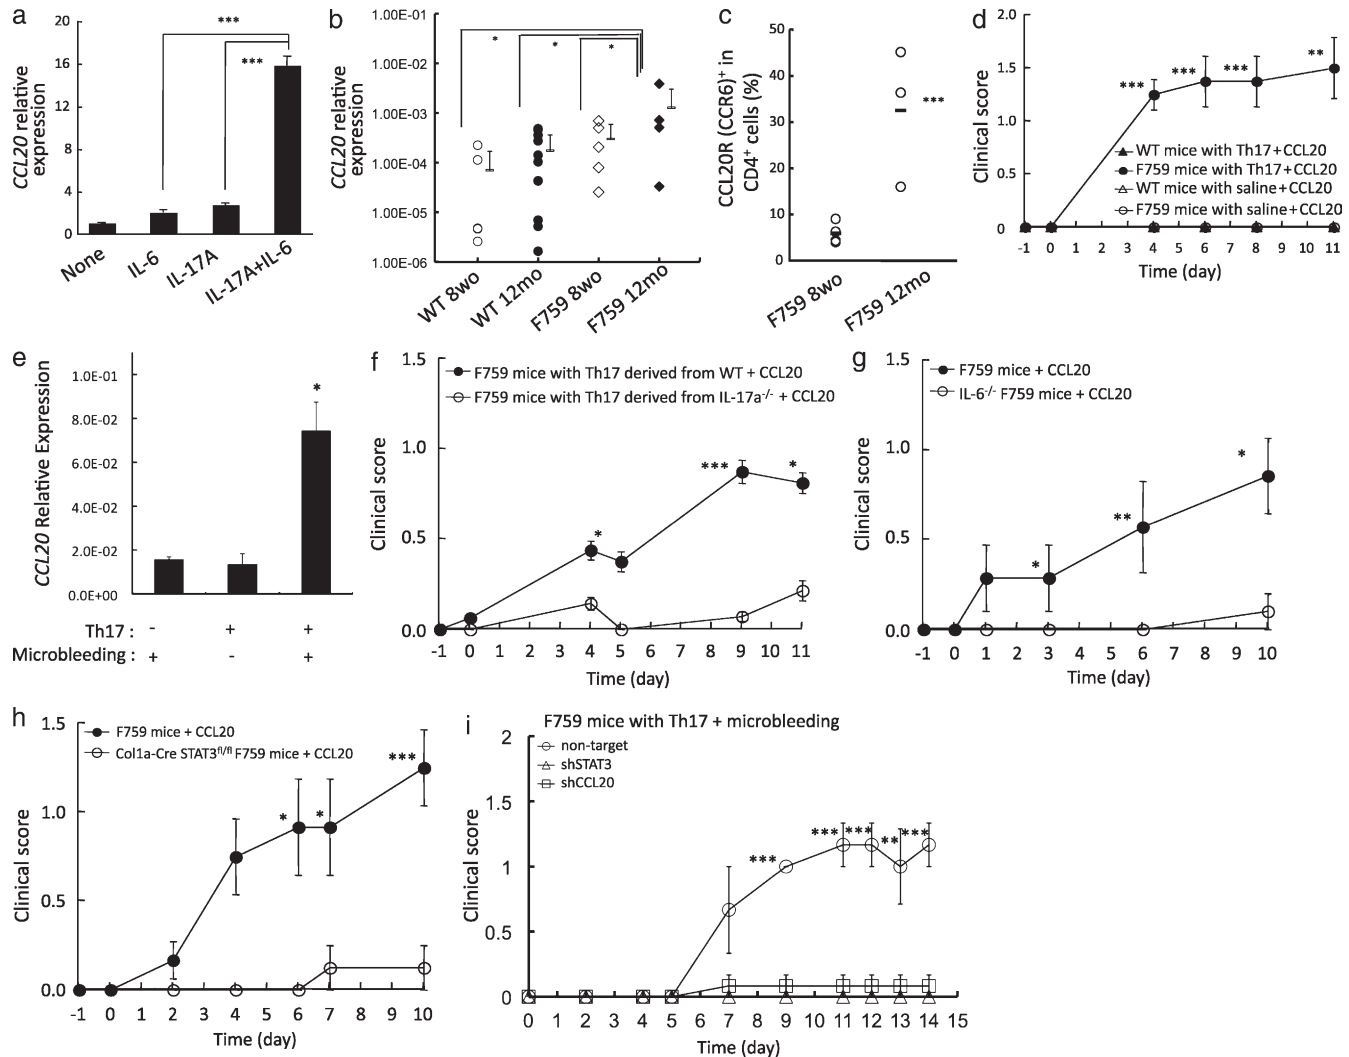 a
CCL20 relative
expression
20
16
12
8
4
0
***
***
None
IL-6
IL-17A
IL-17A+IL-6
b
CCL20 relative
expression
1.00E-01
1.00E-02
1.00E-03
1.00E-04
1.00E-05
1.00E-06
*
*
*
WT 8wo
WT 12mo
F759 8wo
F759 12mo
c
CCL20R (CCR6)+ in
CD4+ cells (%)
50
40
30
20
10
0
***
F759 8wo
F759 12mo
d
Clinical score
2.0
1.5
1.0
0.5
0.0
***
***
***
**
WT mice with Th17+CCL20
F759 mice with Th17+CCL20
WT mice with saline+CCL20
F759 mice with saline+CCL20
-1 0 1 2 3 4 5 6 7 8 9 10 11
Time (day)
e
CCL20 Relative Expression
1.0E-01
8.0E-02
6.0E-02
4.0E-02
2.0E-02
0.0E+00
*
Th17 : - + +
Microbleeding : + - +
f
F759 mice with Th17 derived from WT + CCL20
F759 mice with Th17 derived from IL-17a-/- + CCL20
Clinical score
1.5
1.0
0.5
0.0
*
***
*
-1 0 1 2 3 4 5 6 7 8 9 10 11
Time (day)
g
F759 mice + CCL20
IL-6-/- F759 mice + CCL20
Clinical score
1.5
1.0
0.5
0.0
*
**
*
-1 0 1 2 3 4 5 6 7 8 9 10
Time (day)
h
F759 mice + CCL20
Col1a-Cre STAT3fl/fl F759 mice + CCL20
Clinical score
1.5
1.0
0.5
0.0
*
*
***
-1 0 1 2 3 4 5 6 7 8 9 10
Time (day)
i
F759 mice with Th17 + microbleeding
non-target
shSTAT3
shCCL20
Clinical score
2
1.5
1
0.5
0
***
***
***
**
***
0 1 2 3 4 5 6 7 8 9 10 11 12 13 14 15
Time (day)